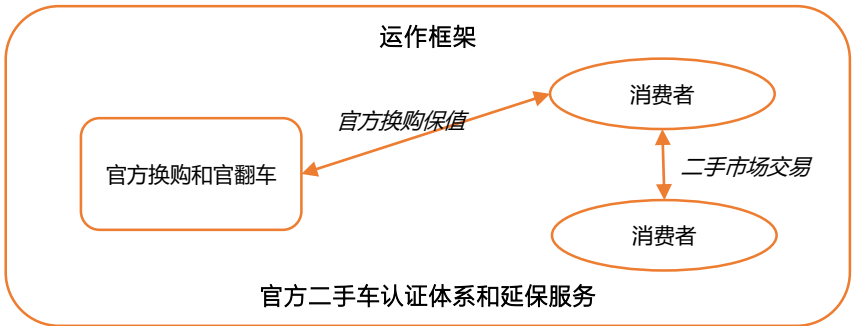 运作框架
消费者
官方换购保值
官方换购和官翻车
二手市场交易
消费者
官方二手车认证体系和延保服务